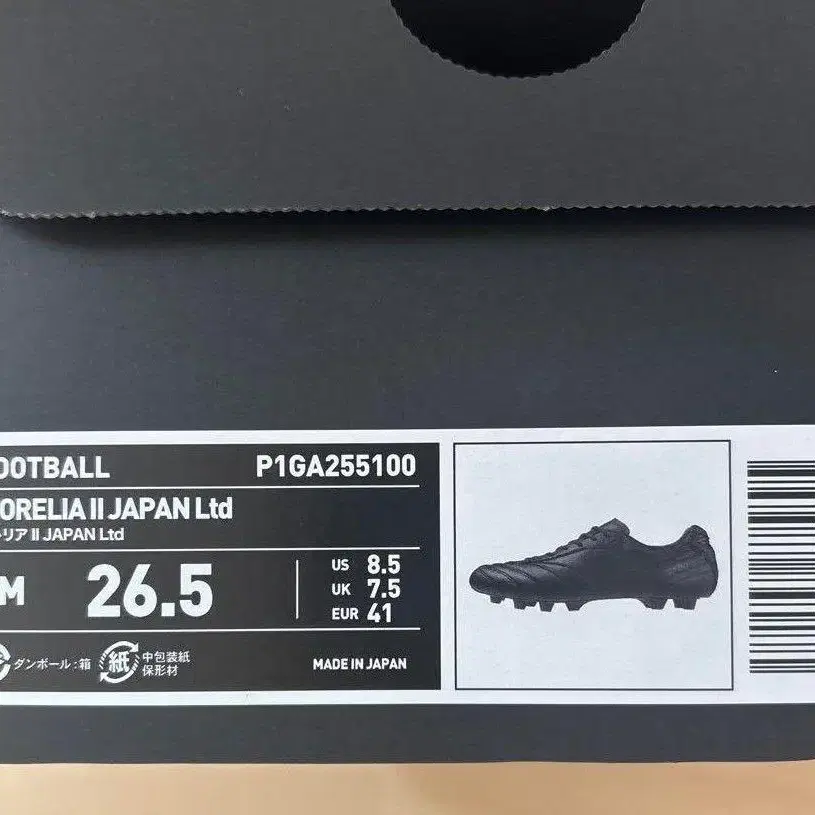 OOTBALL P1GA255100
ORELIA II JAPAN Ltd
リア II JAPAN Ltd
M 26.5
US 8.5
UK 7.5
EUR 41
ダンボール:箱
紙 中包装紙
保形材
MADE IN JAPAN